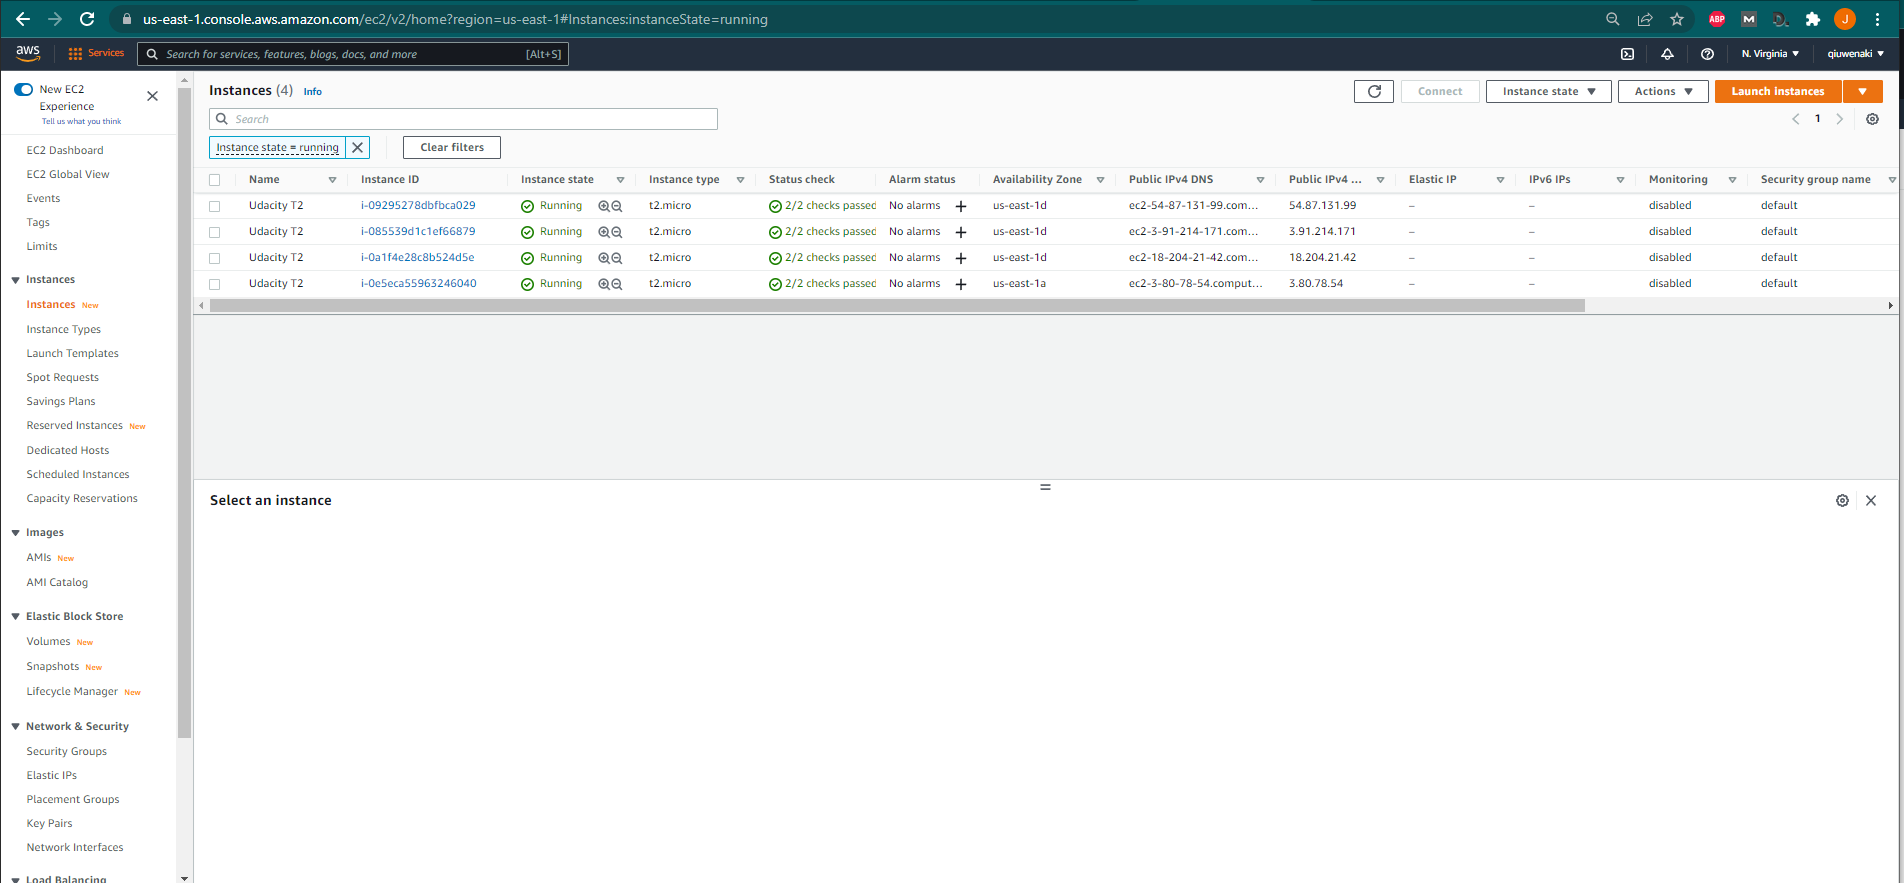 us-east-1.console.aws.amazon.com/ec2/v2/home?region=us-east-1#Instances:instanceState=running
ABP M J
aws Services Search for services, features, blogs, docs, and more [Alt+S] N. Virginia qiuwenaki
New EC2
Experience
Tell us what you think
EC2 Dashboard
EC2 Global View
Events
Tags
Limits
Instances
Instances New
Instance Types
Launch Templates
Spot Requests
Savings Plans
Reserved Instances New
Dedicated Hosts
Scheduled Instances
Capacity Reservations
Images
AMIs New
AMI Catalog
Elastic Block Store
Volumes New
Snapshots New
Lifecycle Manager New
Network & Security
Security Groups
Elastic IPs
Placement Groups
Key Pairs
Network Interfaces
Load Balancing
Instances (4) Info Connect Instance state Actions Launch instances
Search 1
Instance state = running Clear filters
Name Instance ID Instance state Instance type Status check Alarm status Availability Zone Public IPv4 DNS Public IPv4 ... Elastic IP IPv6 IPs Monitoring Security group name
Udacity T2 i-09295278dbfbca029 Running t2.micro 2/2 checks passed No alarms + us-east-1d ec2-54-87-131-99.com... 54.87.131.99 – – disabled default
Udacity T2 i-085539d1c1ef66879 Running t2.micro 2/2 checks passed No alarms + us-east-1d ec2-3-91-214-171.com... 3.91.214.171 – – disabled default
Udacity T2 i-0a1f4e28c8b524d5e Running t2.micro 2/2 checks passed No alarms + us-east-1d ec2-18-204-21-42.com... 18.204.21.42 – – disabled default
Udacity T2 i-0e5eca55963246040 Running t2.micro 2/2 checks passed No alarms + us-east-1a ec2-3-80-78-54.comput... 3.80.78.54 – – disabled default
Select an instance